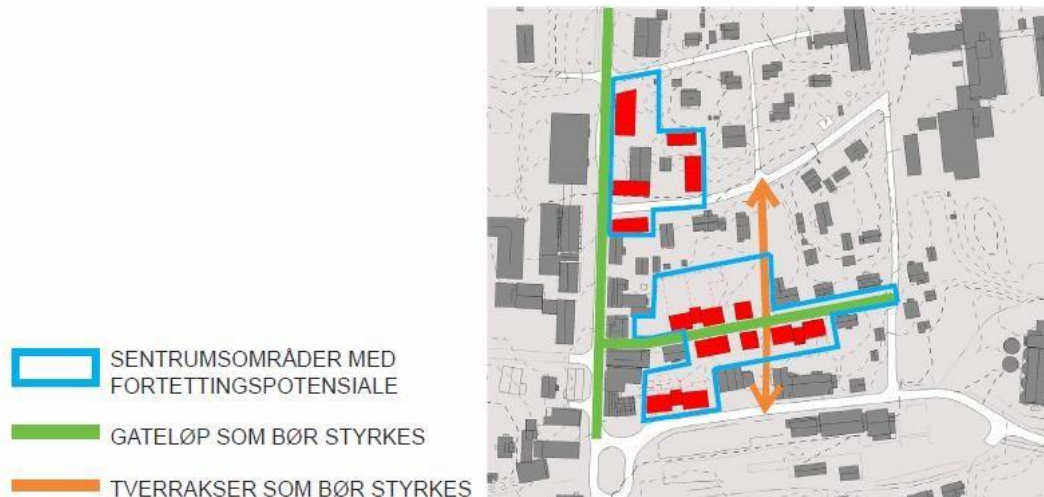 SENTRUMSOMRÅDER MED
FORTETTINGSPOTENSIALE
GATELØP SOM BØR STYRKES
TVERRAKSER SOM BØR STYRKES